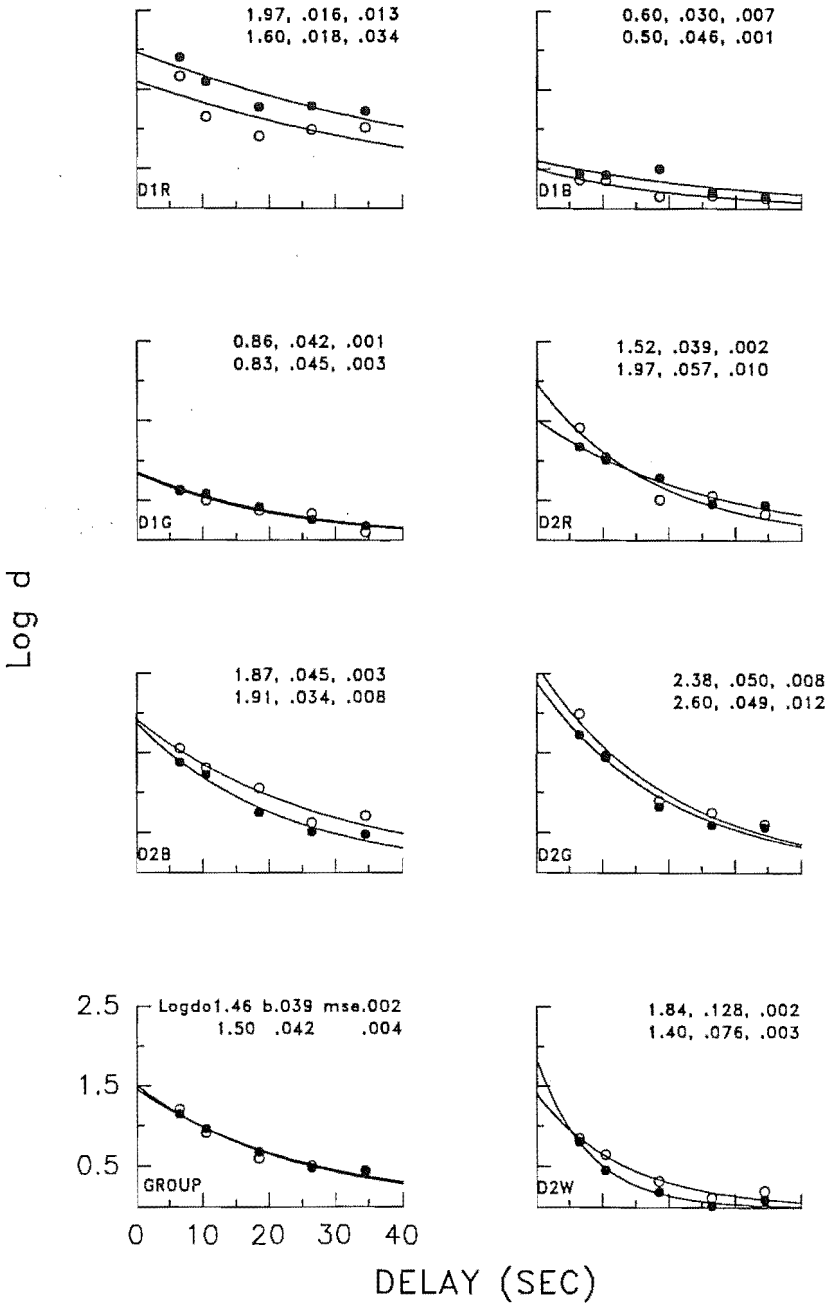 1.97, .016, .013
1.60, .018, .034
D1R
0.60, .030, .007
0.50, .046, .001
D1B
0.86, .042, .001
0.83, .045, .003
D1G
1.52, .039, .002
1.97, .057, .010
D2R
Log d
1.87, .045, .003
1.91, .034, .008
D2B
2.38, .050, .008
2.60, .049, .012
D2G
2.5
1.5
0.5
Logdo1.46 b.039 mse.002
1.50 .042 .004
GROUP
0 10 20 30 40
1.84, .128, .002
1.40, .076, .003
D2W
DELAY (SEC)